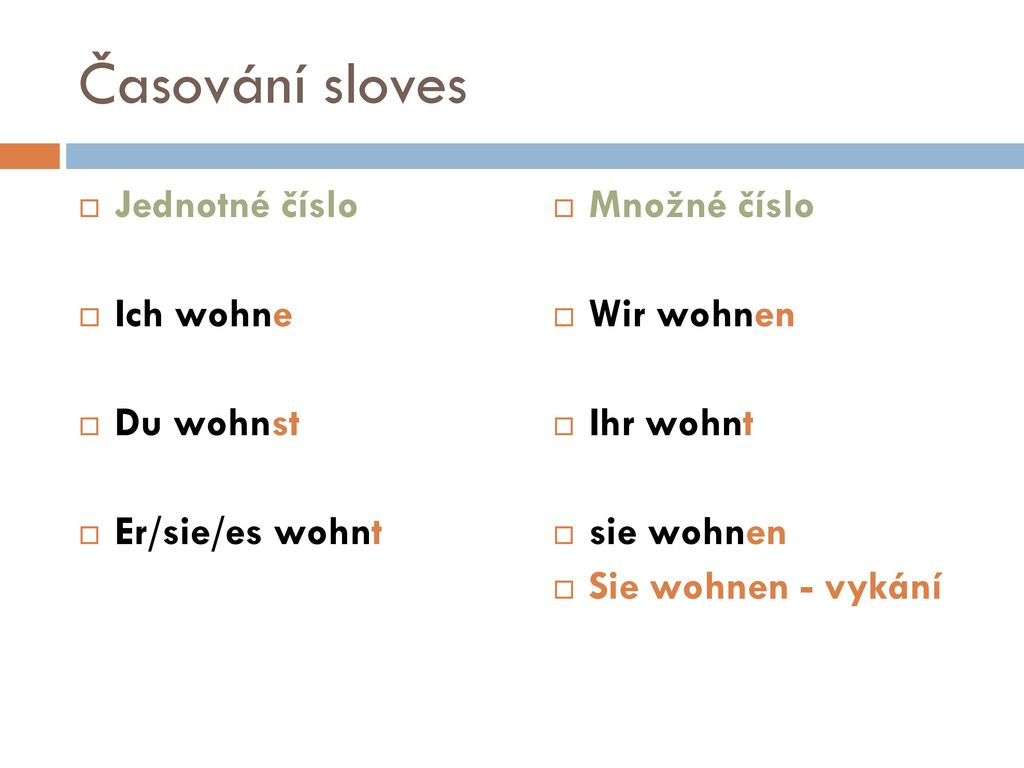 Časování sloves
Jednotné číslo
Ich wohne
Du wohnst
Er/sie/es wohnt
Množné číslo
Wir wohnen
Ihr wohnt
sie wohnen
Sie wohnen - vykání